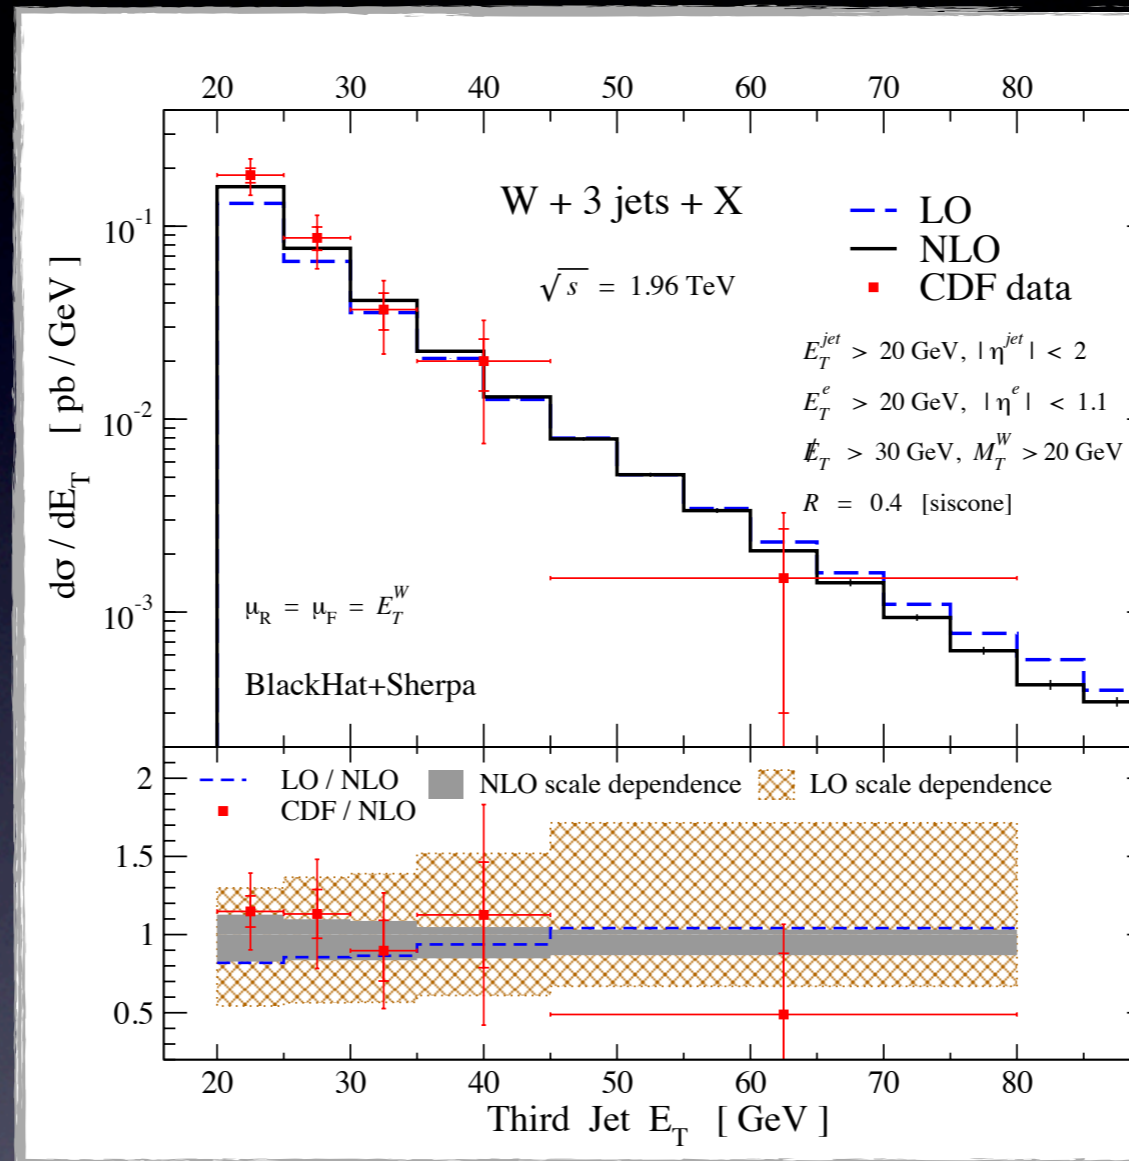 20 30 40 50 60 70 80
W + 3 jets + X
LO
NLO
CDF data
√s = 1.96 TeV
E_T^jet > 20 GeV, | η^jet | < 2
E_T^e > 20 GeV, | η^e | < 1.1
E̸_T > 30 GeV, M_T^W > 20 GeV
R = 0.4 [siscone]
10^-1
10^-2
10^-3
dσ / dE_T [ pb / GeV ]
μ_R = μ_F = E_T^W
BlackHat+Sherpa
LO / NLO NLO scale dependence LO scale dependence
CDF / NLO
2
1.5
1
0.5
20 30 40 50 60 70 80
Third Jet E_T [ GeV ]